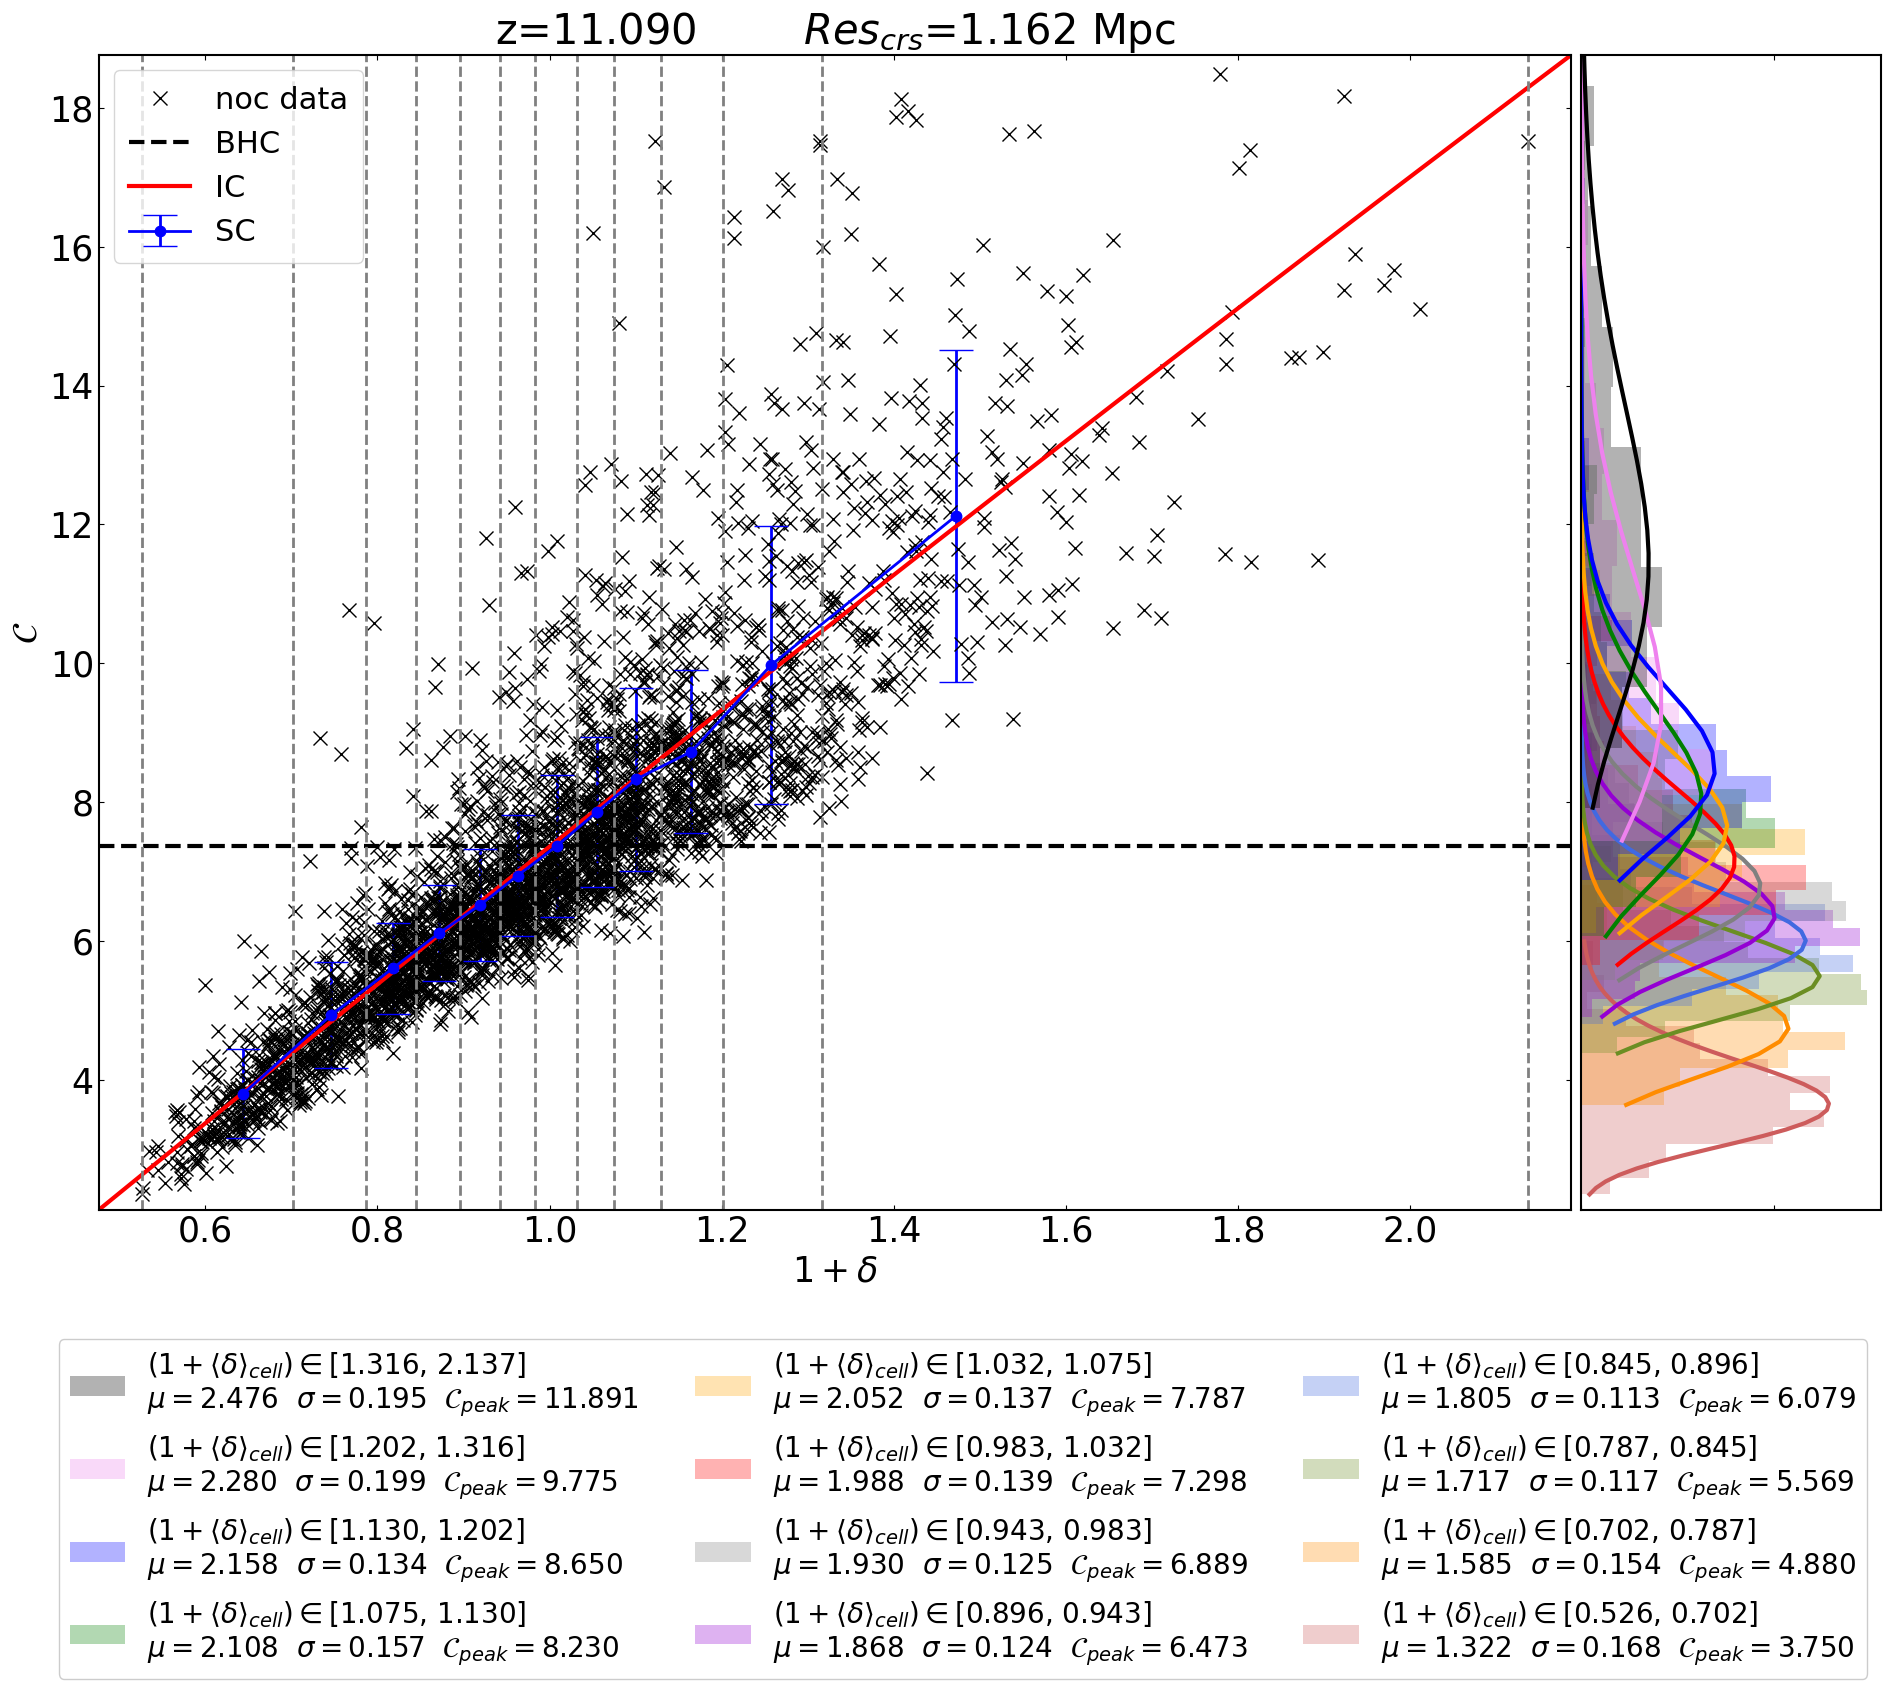 z=11.090 Res_crs=1.162 Mpc
noc data
BHC
IC
SC
18
16
14
12
10
8
6
4
𝒞
0.6 0.8 1.0 1.2 1.4 1.6 1.8 2.0
1 + δ
(1 + ⟨δ⟩_cell) ∈ [1.316, 2.137]
μ = 2.476 σ = 0.195 𝒞_peak = 11.891
(1 + ⟨δ⟩_cell) ∈ [1.202, 1.316]
μ = 2.280 σ = 0.199 𝒞_peak = 9.775
(1 + ⟨δ⟩_cell) ∈ [1.130, 1.202]
μ = 2.158 σ = 0.134 𝒞_peak = 8.650
(1 + ⟨δ⟩_cell) ∈ [1.075, 1.130]
μ = 2.108 σ = 0.157 𝒞_peak = 8.230
(1 + ⟨δ⟩_cell) ∈ [1.032, 1.075]
μ = 2.052 σ = 0.137 𝒞_peak = 7.787
(1 + ⟨δ⟩_cell) ∈ [0.983, 1.032]
μ = 1.988 σ = 0.139 𝒞_peak = 7.298
(1 + ⟨δ⟩_cell) ∈ [0.943, 0.983]
μ = 1.930 σ = 0.125 𝒞_peak = 6.889
(1 + ⟨δ⟩_cell) ∈ [0.896, 0.943]
μ = 1.868 σ = 0.124 𝒞_peak = 6.473
(1 + ⟨δ⟩_cell) ∈ [0.845, 0.896]
μ = 1.805 σ = 0.113 𝒞_peak = 6.079
(1 + ⟨δ⟩_cell) ∈ [0.787, 0.845]
μ = 1.717 σ = 0.117 𝒞_peak = 5.569
(1 + ⟨δ⟩_cell) ∈ [0.702, 0.787]
μ = 1.585 σ = 0.154 𝒞_peak = 4.880
(1 + ⟨δ⟩_cell) ∈ [0.526, 0.702]
μ = 1.322 σ = 0.168 𝒞_peak = 3.750